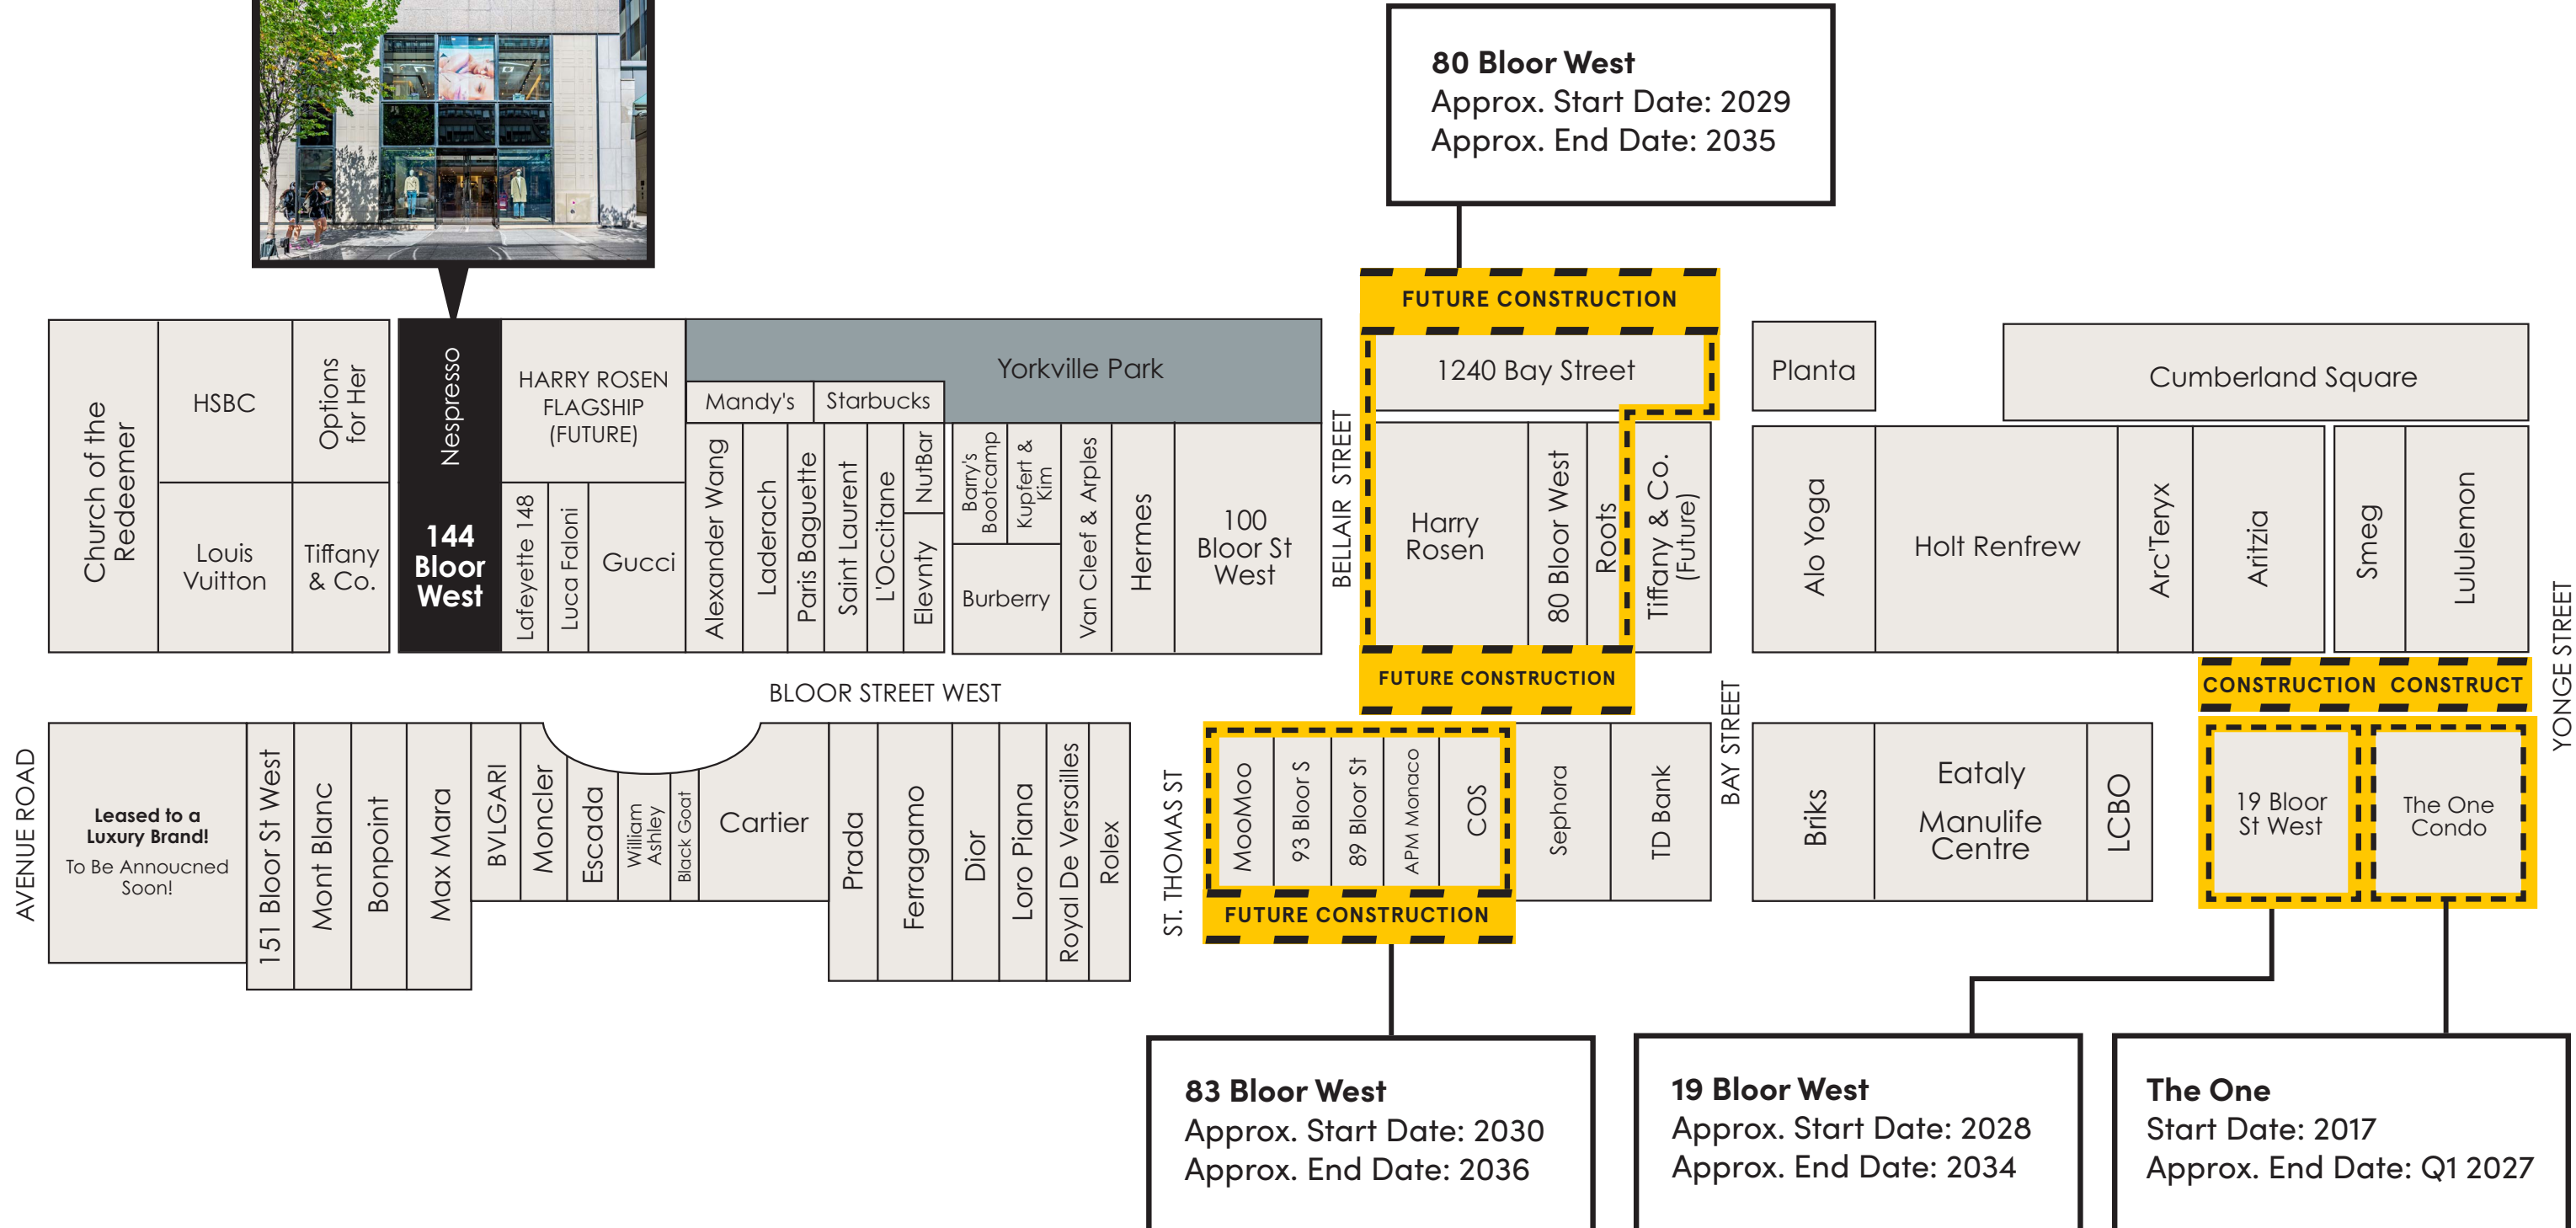 80 Bloor West
Approx. Start Date: 2029
Approx. End Date: 2035
FUTURE CONSTRUCTION
Church of the
Redeemer
HSBC
Options
for Her
Louis
Vuitton
Tiffany
& Co.
Nespresso
144
Bloor
West
HARRY ROSEN
FLAGSHIP
(FUTURE)
Lafeyette 148
Luca Faloni
Gucci
Yorkville Park
Mandy's
Starbucks
Alexander Wang
Laderach
Paris Baguette
Saint Laurent
L'Occitane
NutBar
Elevnty
Barry's
Bootcamp
Kupfert &
Kim
Burberry
Van Cleef & Arples
Hermes
100
Bloor St
West
BELLAIR STREET
1240 Bay Street
Harry
Rosen
80 Bloor West
Roots
Tiffany & Co.
(Future)
FUTURE CONSTRUCTION
Planta
Cumberland Square
Alo Yoga
Holt Renfrew
Arc'Teryx
Aritzia
Smeg
Lululemon
YONGE STREET
CONSTRUCTION CONSTRUCT
BLOOR STREET WEST
AVENUE ROAD
Leased to a
Luxury Brand!
To Be Annoucned
Soon!
151 Bloor St West
Mont Blanc
Bonpoint
Max Mara
BVLGARI
Moncler
Escada
William
Ashley
Black Goat
Cartier
Prada
Ferragamo
Dior
Loro Piana
Royal De Versailles
Rolex
ST. THOMAS ST
MooMoo
93 Bloor S
89 Bloor St
APM Monaco
COS
FUTURE CONSTRUCTION
Sephora
TD Bank
BAY STREET
Briks
Eataly
Manulife
Centre
LCBO
19 Bloor
St West
The One
Condo
83 Bloor West
Approx. Start Date: 2030
Approx. End Date: 2036
19 Bloor West
Approx. Start Date: 2028
Approx. End Date: 2034
The One
Start Date: 2017
Approx. End Date: Q1 2027